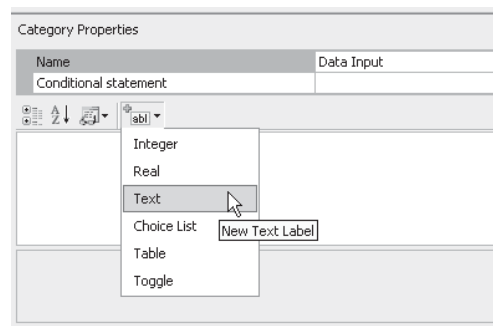 Category Properties
Name Data Input
Conditional statement
A Z abl
Integer
Real
Text
Choice List
New Text Label
Table
Toggle